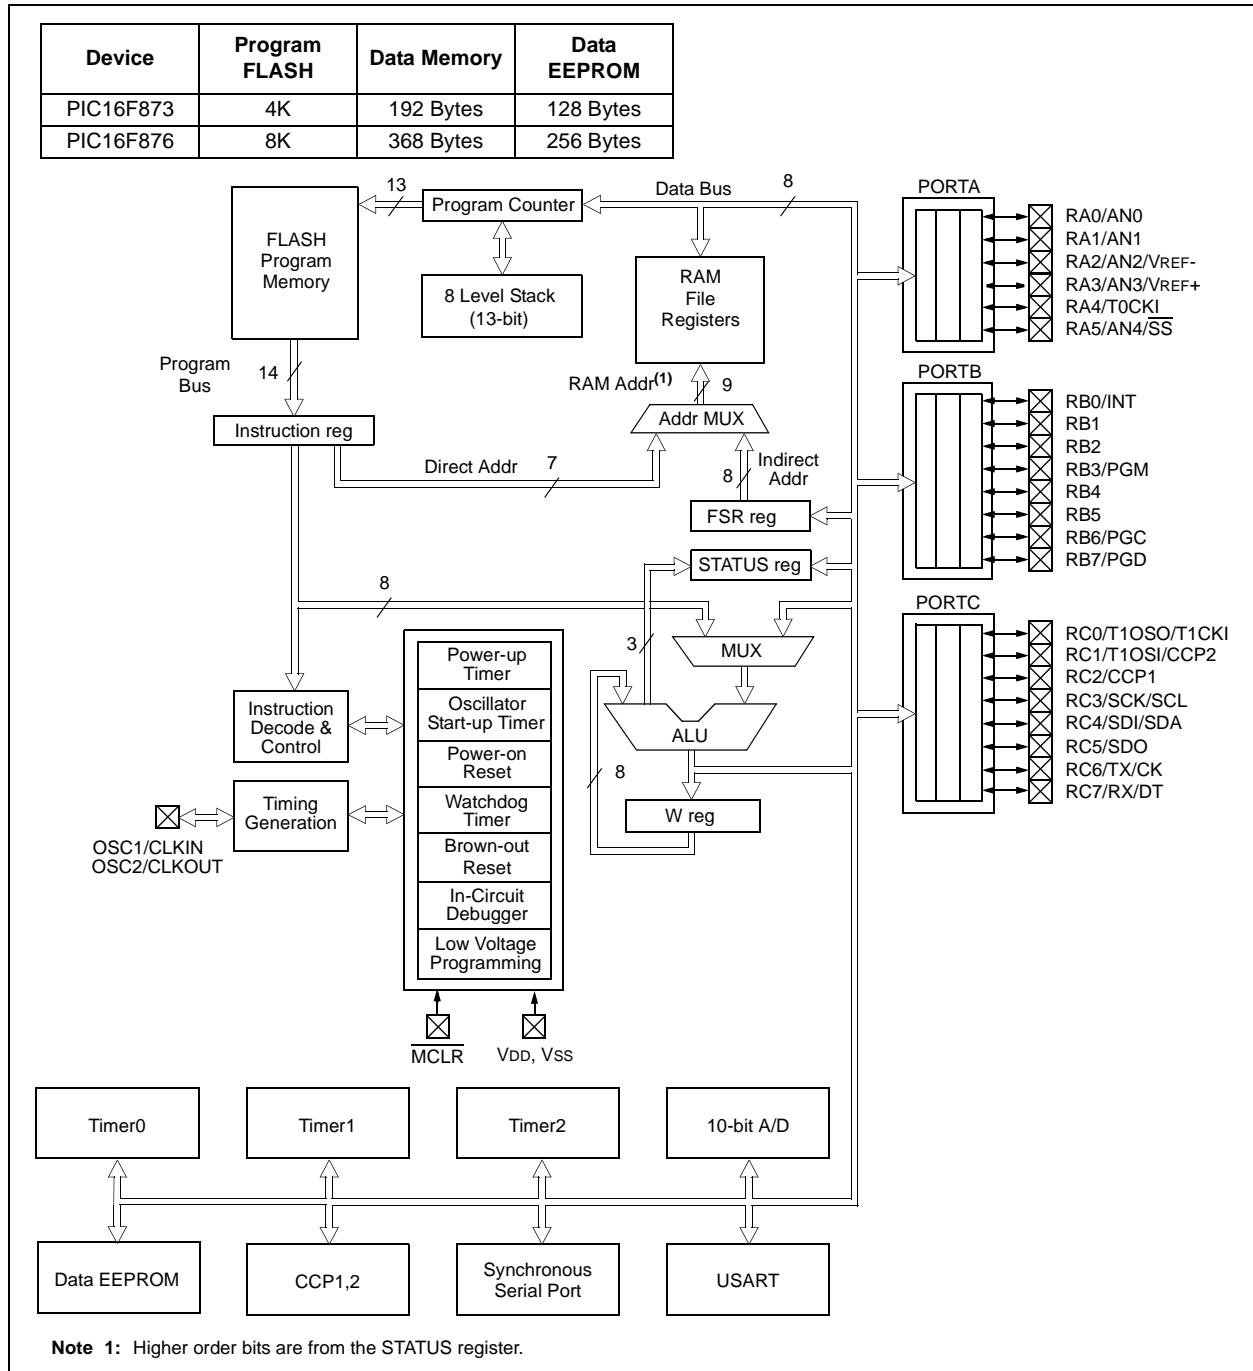 Device Program FLASH Data Memory Data EEPROM
PIC16F873 4K 192 Bytes 128 Bytes
PIC16F876 8K 368 Bytes 256 Bytes
FLASH
Program
Memory
13
Program Counter
Data Bus
8
8 Level Stack
(13-bit)
RAM
File
Registers
Program
Bus
14
RAM Addr(1)
9
Addr MUX
Instruction reg
Direct Addr
7
8
Indirect
Addr
FSR reg
STATUS reg
8
3
MUX
ALU
8
W reg
Power-up
Timer
Oscillator
Start-up Timer
Power-on
Reset
Watchdog
Timer
Brown-out
Reset
In-Circuit
Debugger
Low Voltage
Programming
Instruction
Decode &
Control
Timing
Generation
OSC1/CLKIN
OSC2/CLKOUT
MCLR
VDD, VSS
PORTA
RA0/AN0
RA1/AN1
RA2/AN2/VREF-
RA3/AN3/VREF+
RA4/T0CKI
RA5/AN4/SS
PORTB
RB0/INT
RB1
RB2
RB3/PGM
RB4
RB5
RB6/PGC
RB7/PGD
PORTC
RC0/T1OSO/T1CKI
RC1/T1OSI/CCP2
RC2/CCP1
RC3/SCK/SCL
RC4/SDI/SDA
RC5/SDO
RC6/TX/CK
RC7/RX/DT
Timer0
Timer1
Timer2
10-bit A/D
Data EEPROM
CCP1,2
Synchronous
Serial Port
USART
Note 1: Higher order bits are from the STATUS register.